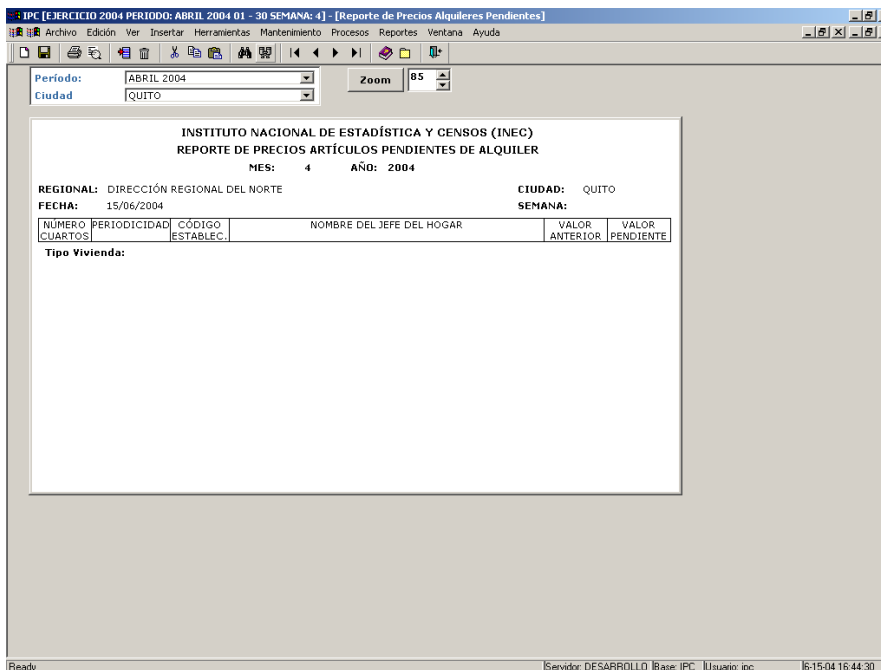 IPC [EJERCICIO 2004 PERIODO: ABRIL 2004 01 - 30 SEMANA: 4] - [Reporte de Precios Alquileres Pendientes]
Archivo Edición Ver Insertar Herramientas Mantenimiento Procesos Reportes Ventana Ayuda
Período: ABRIL 2004 Zoom 85
Ciudad QUITO
INSTITUTO NACIONAL DE ESTADÍSTICA Y CENSOS (INEC)
REPORTE DE PRECIOS ARTÍCULOS PENDIENTES DE ALQUILER
MES: 4 AÑO: 2004
REGIONAL: DIRECCIÓN REGIONAL DEL NORTE CIUDAD: QUITO
FECHA: 15/06/2004 SEMANA:
NÚMERO PERIODICIDAD CÓDIGO NOMBRE DEL JEFE DEL HOGAR VALOR VALOR
CUARTOS ESTABLEC. ANTERIOR PENDIENTE
Tipo Vivienda:
Ready Servidor: DESARROLLO Base: IPC Usuario: ipc 6-15-04 16:44:30